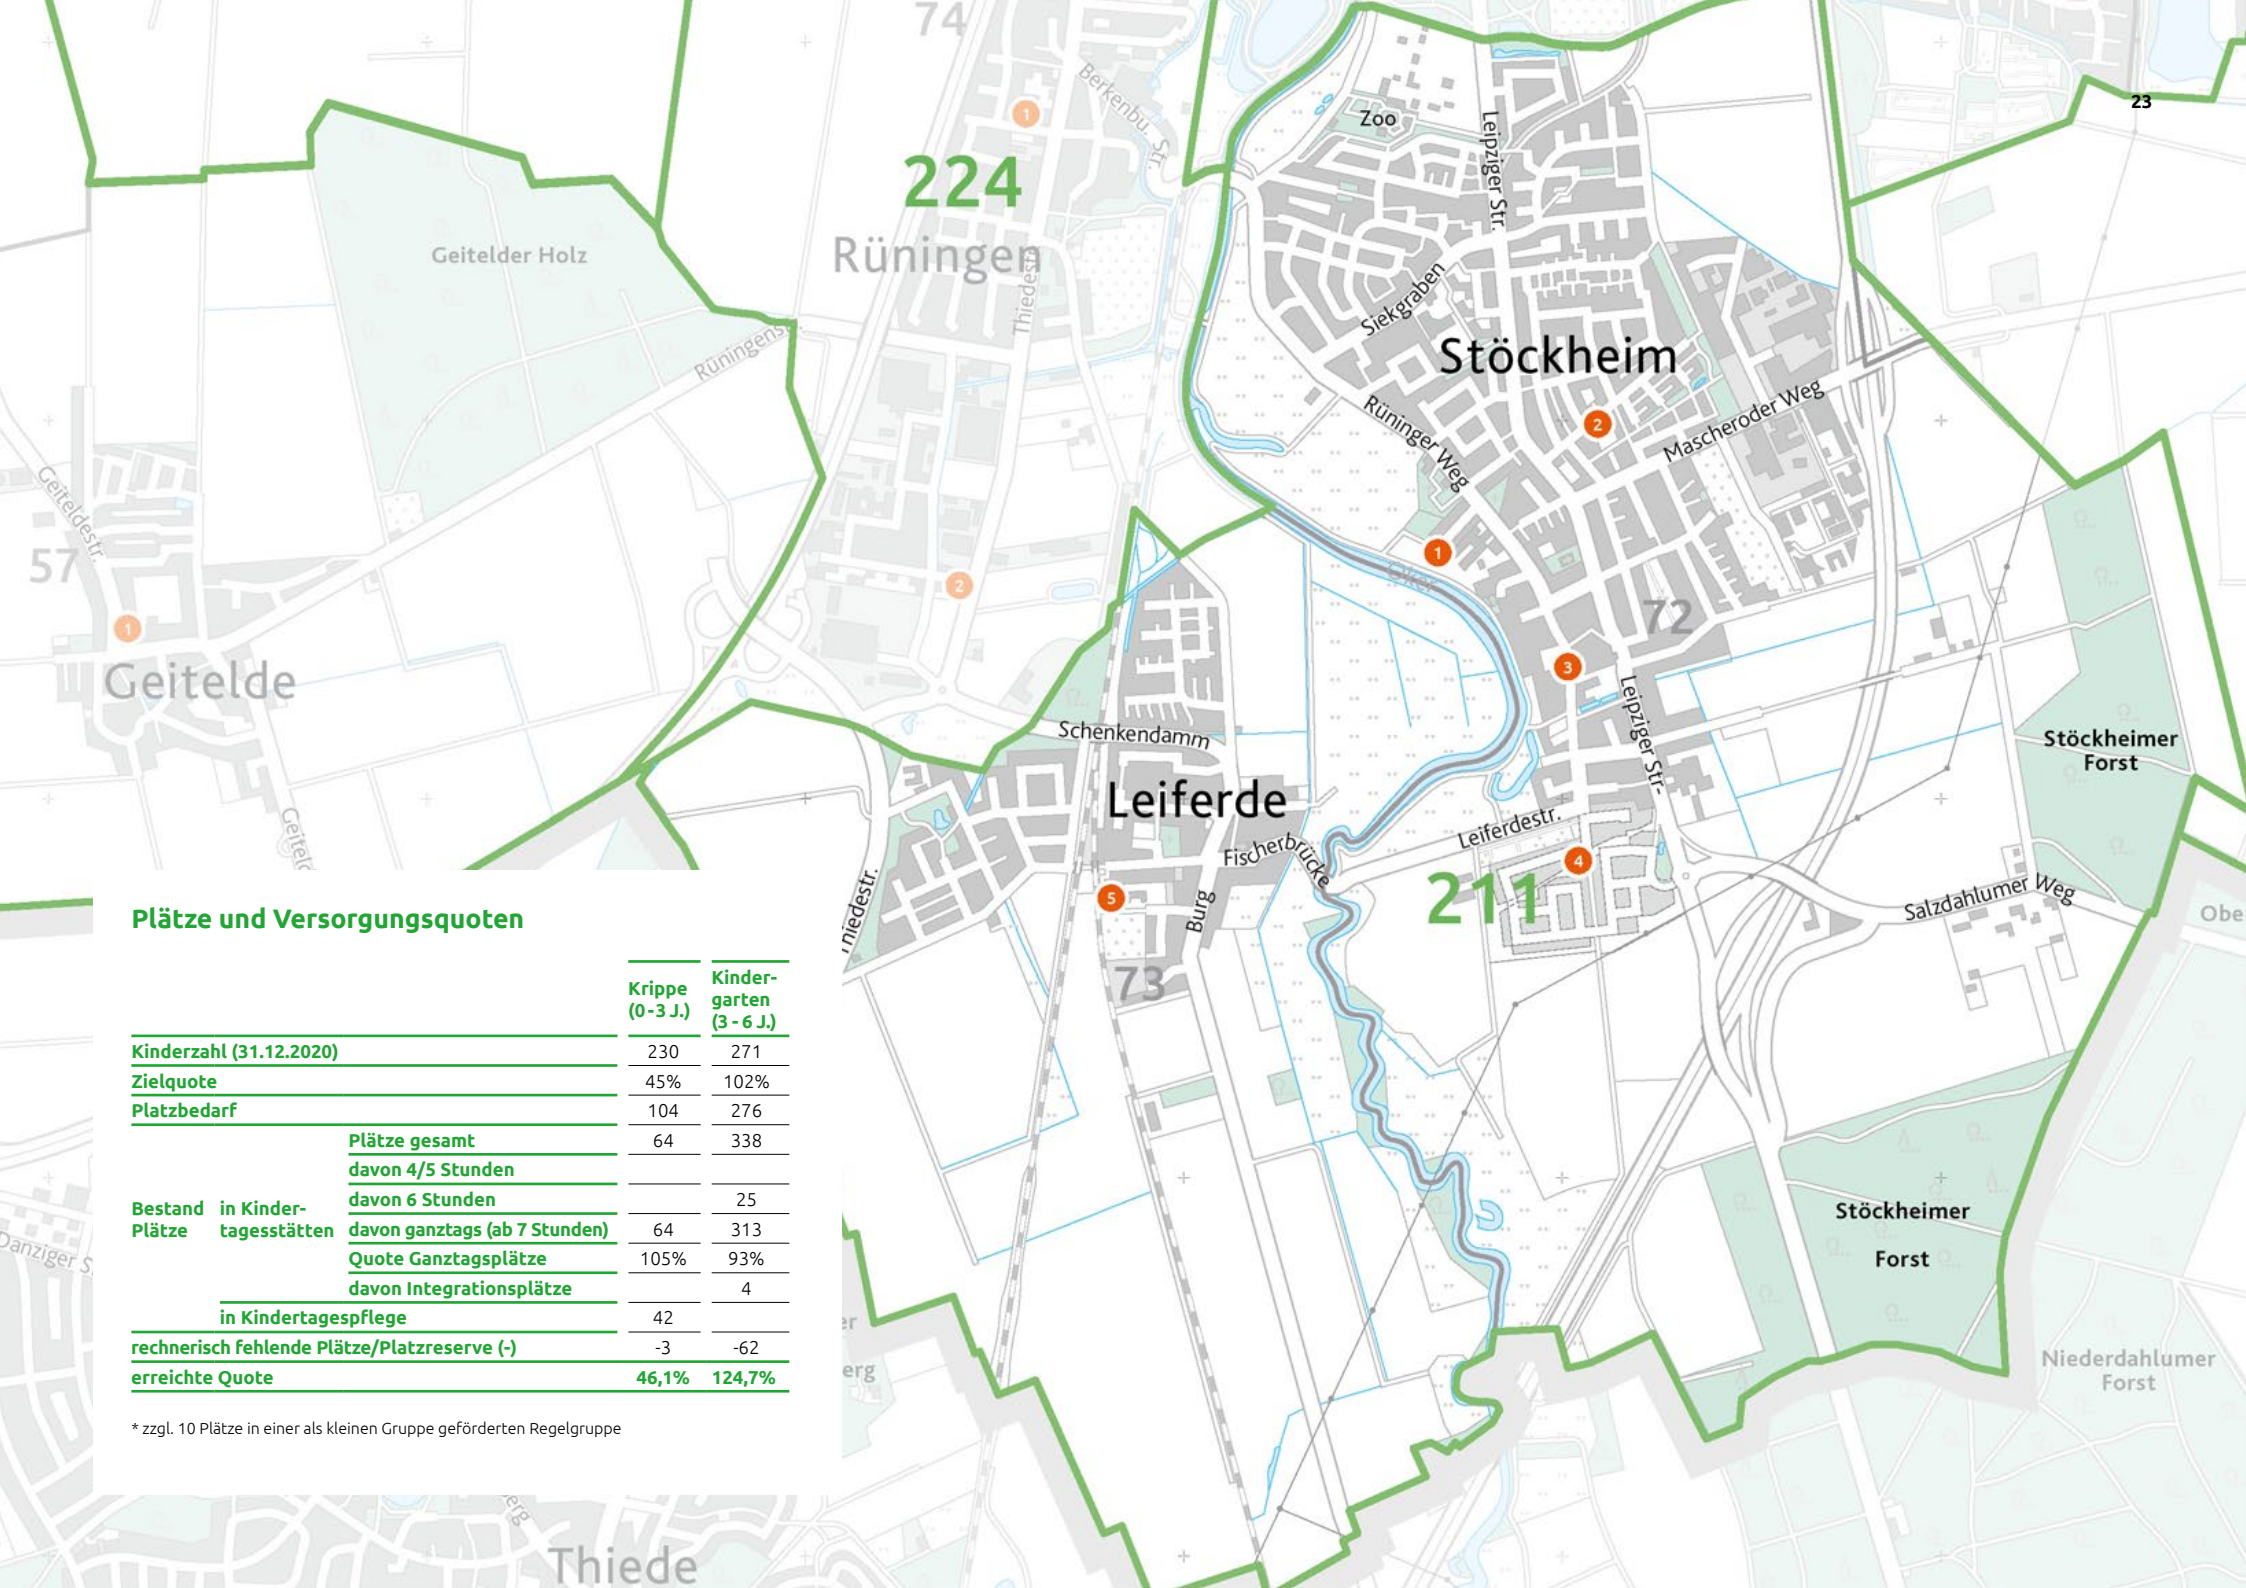 74
23
Berkenbu. Str.
1
Zoo
Leipziger Str.
224
Rüningen
Geitelder Holz
Thiedestr.
Siekgraben
Rüningenstr.
Stöckheim
Rüninger Weg
2
Mascheroder Weg
Geiteldestr.
57
1
Oker
2
72
1
Geitelde
3
Leipziger Str.
Schenkendamm
Stöckheimer
Forst
Leiferde
Leiferdestr.
Fischerbrücke
4
211
5
Burg
Salzdahlumer Weg
Obe
73
Plätze und Versorgungsquoten
Krippe
(0-3 J.)
Kinder-
garten
(3 - 6 J.)
Kinderzahl (31.12.2020) 230 271
Zielquote 45% 102%
Platzbedarf 104 276
Bestand
Plätze
in Kinder-
tagesstätten
Plätze gesamt 64 338
davon 4/5 Stunden
davon 6 Stunden 25
davon ganztags (ab 7 Stunden) 64 313
Quote Ganztagsplätze 105% 93%
davon Integrationsplätze 4
in Kindertagespflege 42
rechnerisch fehlende Plätze/Platzreserve (-) -3 -62
erreichte Quote 46,1% 124,7%
* zzgl. 10 Plätze in einer als kleinen Gruppe geförderten Regelgruppe
Stöckheimer
Forst
Niederdahlumer
Forst
Danziger S
erg
Thiede